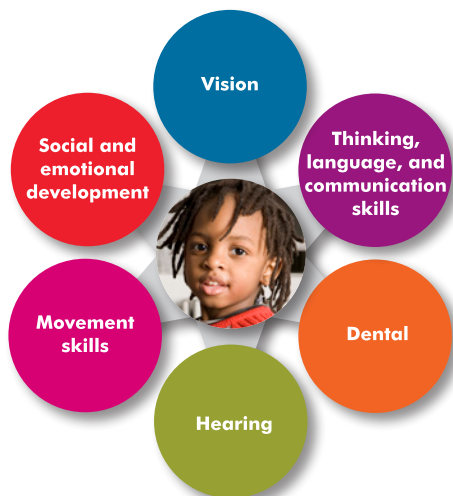 Vision
Thinking,
language, and
communication
skills
Dental
Hearing
Movement
skills
Social and
emotional
development